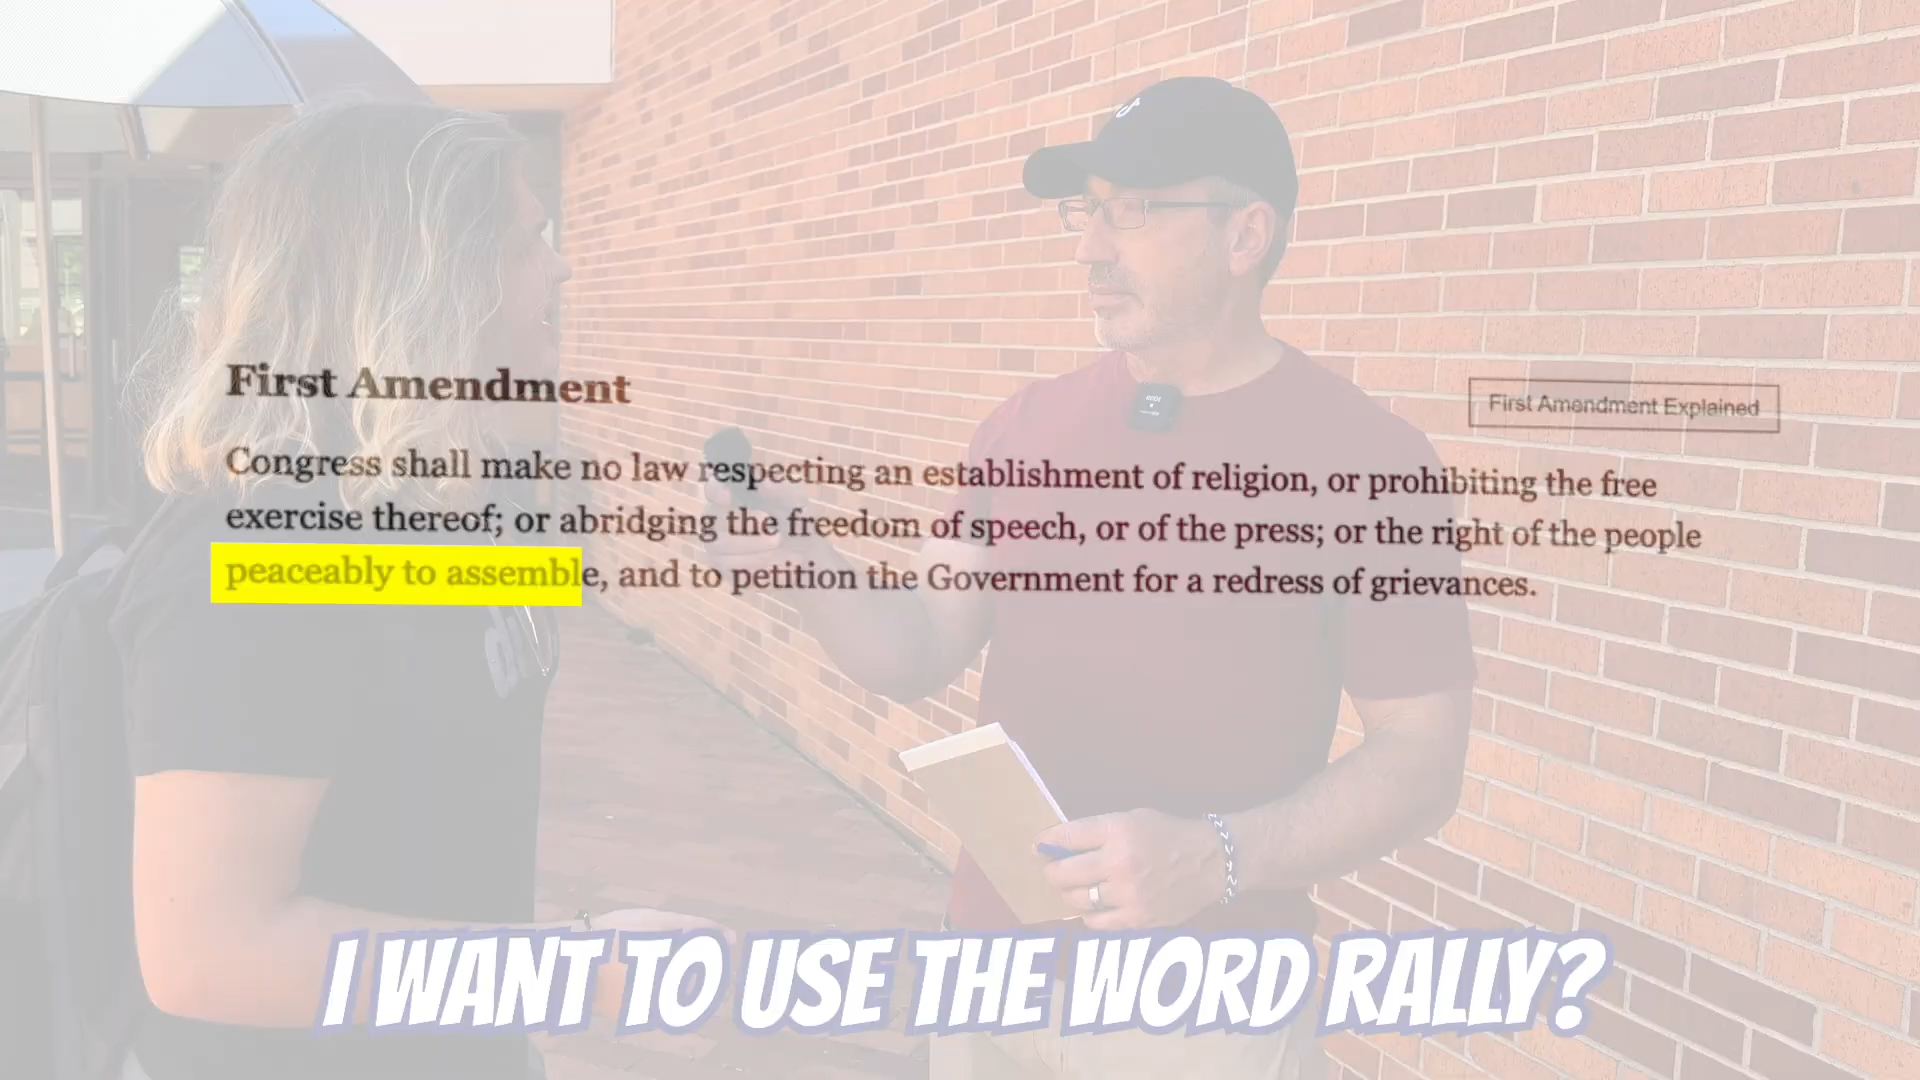 First Amendment
First Amendment Explained
Congress shall make no law respecting an establishment of religion, or prohibiting the free
exercise thereof; or abridging the freedom of speech, or of the press; or the right of the people
peaceably to assemble, and to petition the Government for a redress of grievances.
I WANT TO USE THE WORD RALLY?